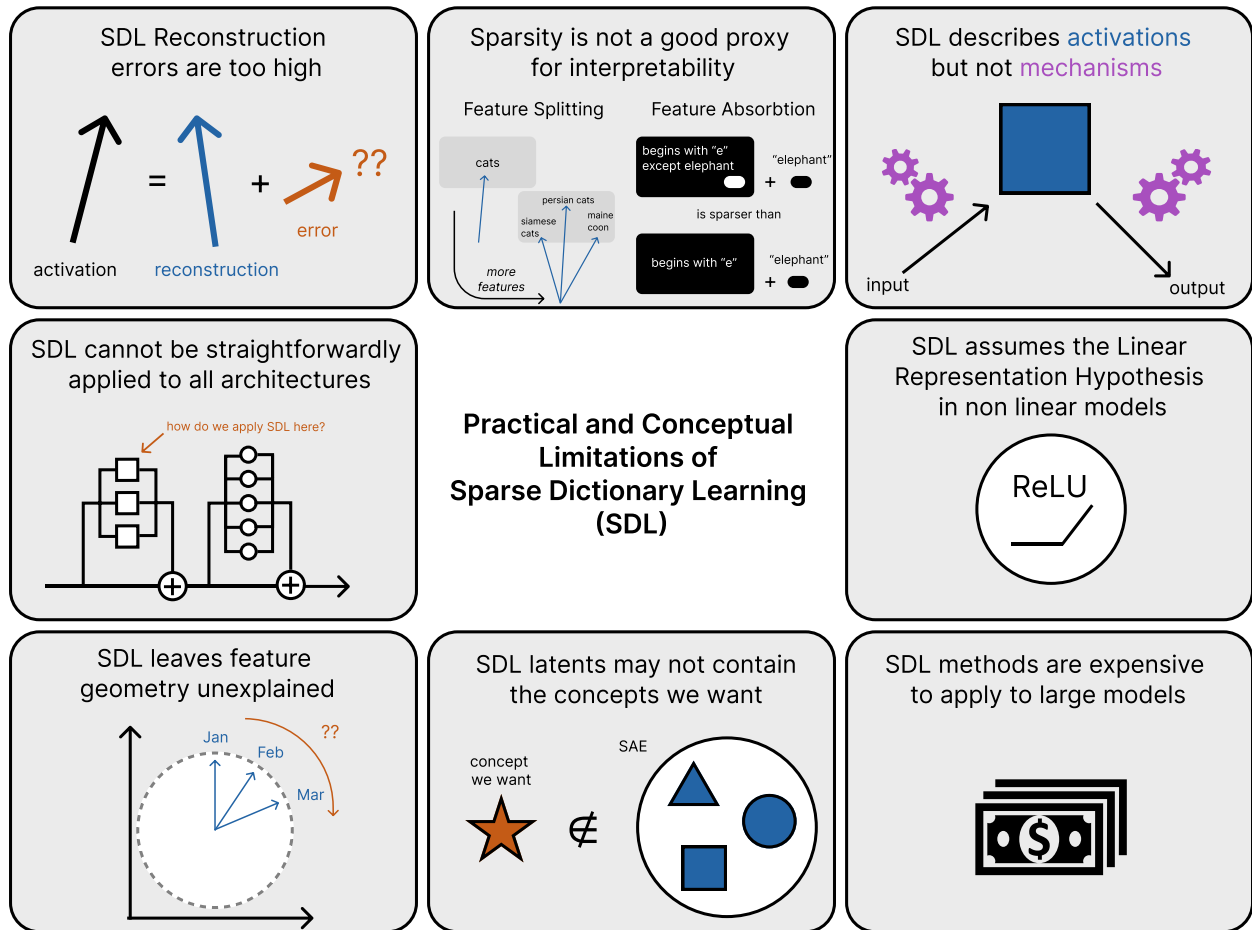 SDL Reconstruction
errors are too high
activation
=
reconstruction
+
error
??
Sparsity is not a good proxy
for interpretability
Feature Splitting
cats
persian cats
siamese
cats
maine
coon
more
features
Feature Absorbtion
begins with “e”
except elephant
+
“elephant”
is sparser than
begins with “e”
+
“elephant”
SDL describes activations
but not mechanisms
input
output
SDL cannot be straightforwardly
applied to all architectures
how do we apply SDL here?
+
+
Practical and Conceptual
Limitations of
Sparse Dictionary Learning
(SDL)
SDL assumes the Linear
Representation Hypothesis
in non linear models
ReLU
SDL leaves feature
geometry unexplained
Jan
Feb
Mar
??
SDL latents may not contain
the concepts we want
concept
we want
∉
SAE
SDL methods are expensive
to apply to large models
$